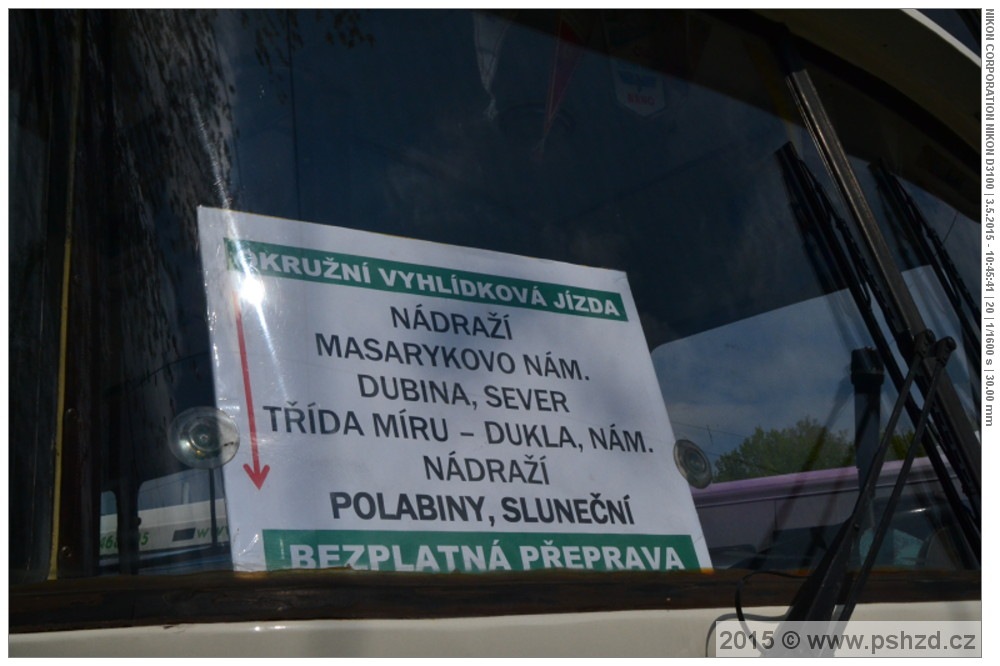 OKRUŽNÍ VYHLÍDKOVÁ JÍZDA
NÁDRAŽÍ
MASARYKOVO NÁM.
DUBINA, SEVER
TŘÍDA MÍRU – DUKLA, NÁM.
NÁDRAŽÍ
POLABINY, SLUNEČNÍ
BEZPLATNÁ PŘEPRAVA
2015 © www.pshzd.cz
NIKON CORPORATION NIKON D3100 | 3.5.2015 - 10:45:41 | 20 | 1/1600 s | 30.00 mm